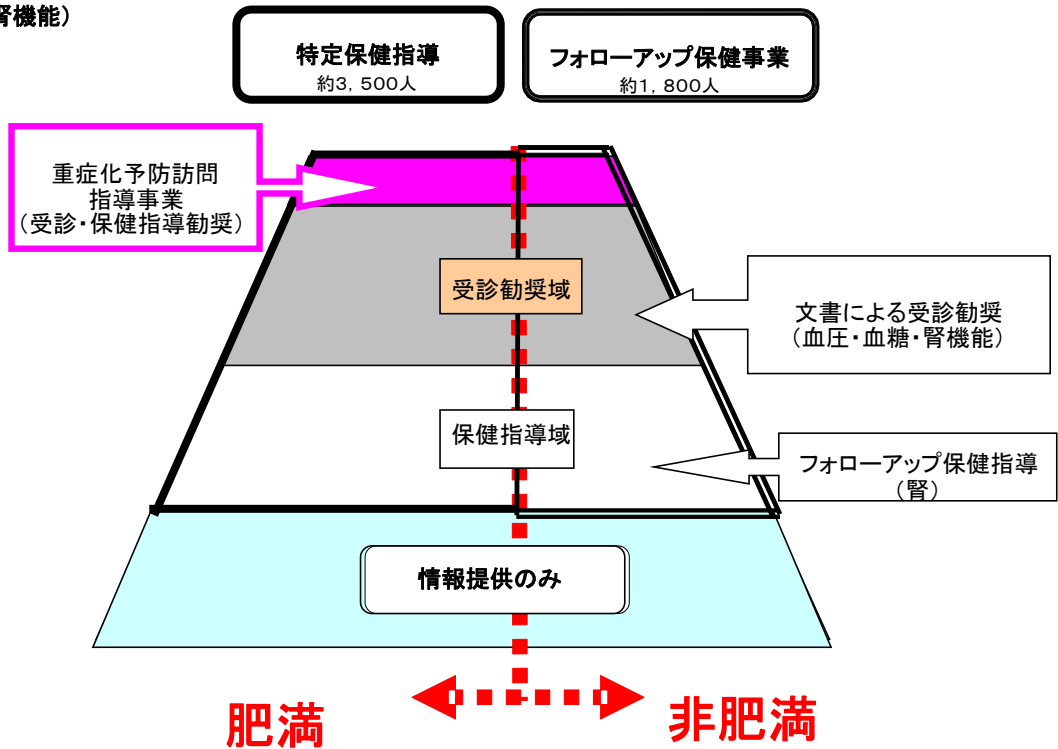 腎機能）
特定保健指導
約3，500人
フォローアップ保健事業
約1，800人
重症化予防訪問
指導事業
（受診・保健指導勧奨）
受診勧奨域
文書による受診勧奨
（血圧・血糖・腎機能）
保健指導域
フォローアップ保健指導
（腎）
情報提供のみ
肥満
非肥満